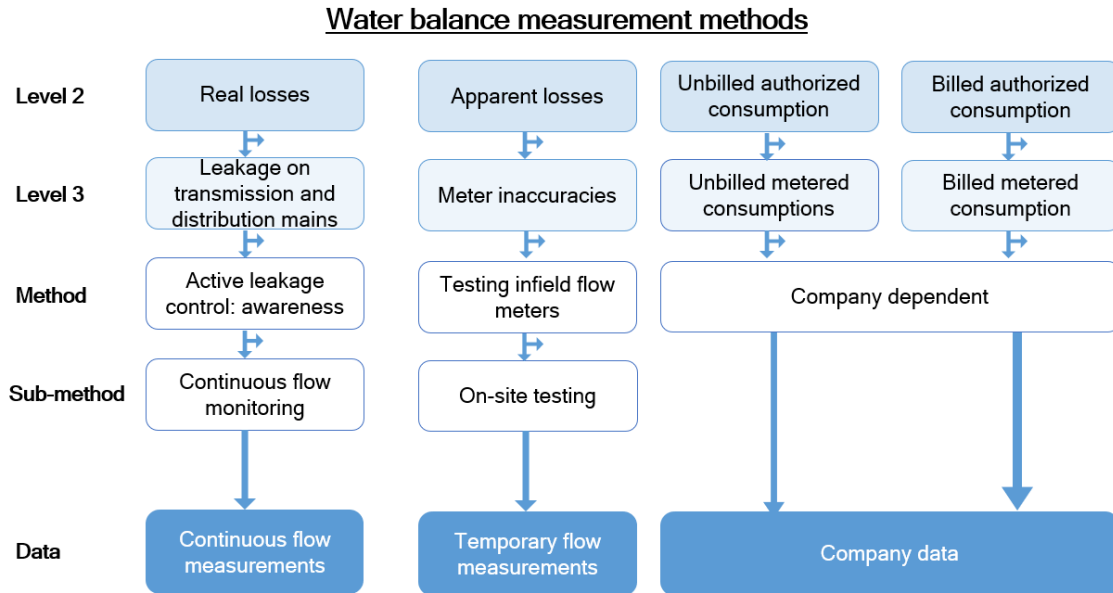 Water balance measurement methods
Level 2
Real losses
Apparent losses
Unbilled authorized
consumption
Billed authorized
consumption
Level 3
Leakage on
transmission and
distribution mains
Meter inaccuracies
Unbilled metered
consumptions
Billed metered
consumption
Method
Active leakage
control: awareness
Testing infield flow
meters
Company dependent
Sub-method
Continuous flow
monitoring
On-site testing
Data
Continuous flow
measurements
Temporary flow
measurements
Company data